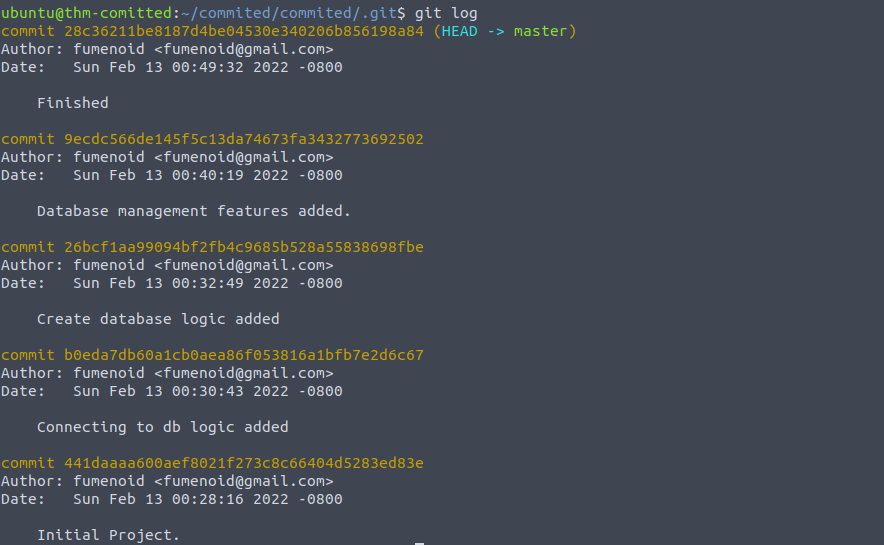 ubuntu@thm-comitted:~/commited/commited/.git$ git log
commit 28c36211be8187d4be04530e340206b856198a84 (HEAD -> master)
Author: fumenoid <fumenoid@gmail.com>
Date:   Sun Feb 13 00:49:32 2022 -0800
    Finished
commit 9ecdc566de145f5c13da74673fa3432773692502
Author: fumenoid <fumenoid@gmail.com>
Date:   Sun Feb 13 00:40:19 2022 -0800
    Database management features added.
commit 26bcf1aa99094bf2fb4c9685b528a55838698fbe
Author: fumenoid <fumenoid@gmail.com>
Date:   Sun Feb 13 00:32:49 2022 -0800
    Create database logic added
commit b0eda7db60a1cb0aea86f053816a1bfb7e2d6c67
Author: fumenoid <fumenoid@gmail.com>
Date:   Sun Feb 13 00:30:43 2022 -0800
    Connecting to db logic added
commit 441daaaa600aef8021f273c8c66404d5283ed83e
Author: fumenoid <fumenoid@gmail.com>
Date:   Sun Feb 13 00:28:16 2022 -0800
    Initial Project.